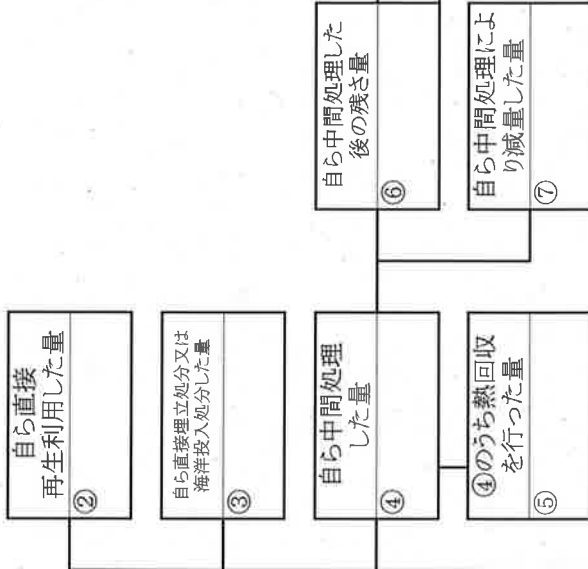 自ら直接
再生利用した量
②
自ら直接埋立処分又は
海洋投入処分した量
③
自ら中間処理
した量
④
④のうち熱回収
を行った量
⑤
自ら中間処理した
後の残さ量
⑥
自ら中間処理によ
り減量した量
⑦